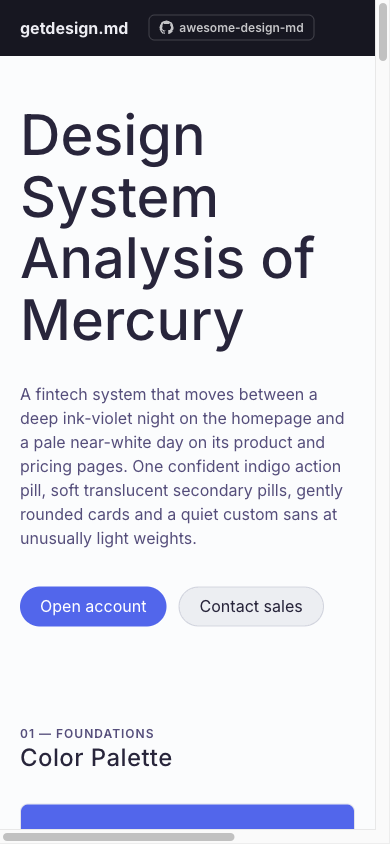 getdesign.md
awesome-design-md
Design
System
Analysis of
Mercury
A fintech system that moves between a
deep ink-violet night on the homepage and
a pale near-white day on its product and
pricing pages. One confident indigo action
pill, soft translucent secondary pills, gently
rounded cards and a quiet custom sans at
unusually light weights.
Open account
Contact sales
01 — FOUNDATIONS
Color Palette